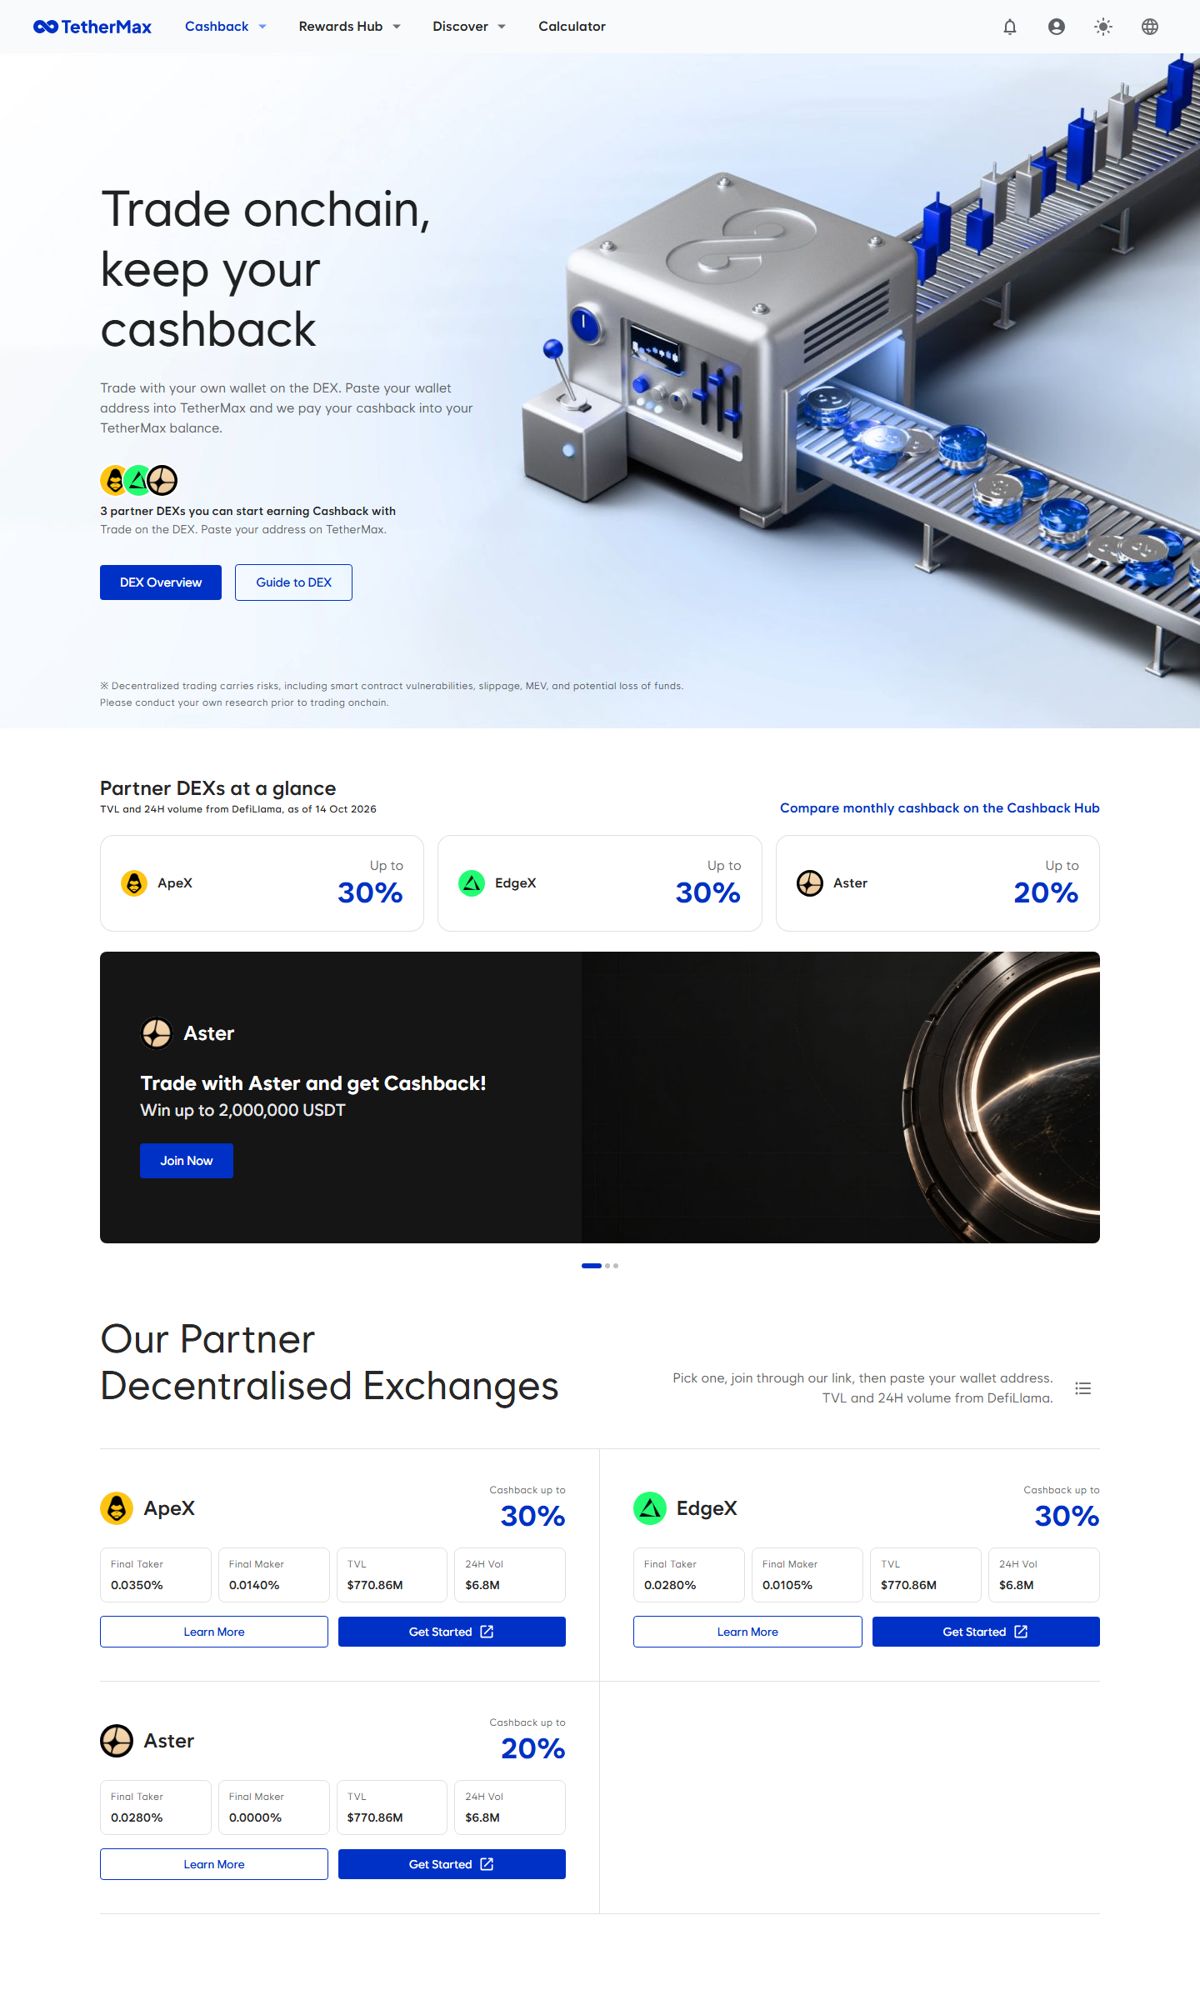 TetherMax
Cashback
Rewards Hub
Discover
Calculator
Trade onchain,
keep your
cashback
Trade with your own wallet on the DEX. Paste your wallet
address into TetherMax and we pay your cashback into your
TetherMax balance.
3 partner DEXs you can start earning Cashback with
Trade on the DEX. Paste your address on TetherMax.
DEX Overview
Guide to DEX
※ Decentralized trading carries risks, including smart contract vulnerabilities, slippage, MEV, and potential loss of funds.
Please conduct your own research prior to trading onchain.
Partner DEXs at a glance
TVL and 24H volume from DefiLlama, as of 14 Oct 2026
Compare monthly cashback on the Cashback Hub
ApeX
Up to
30%
EdgeX
Up to
30%
Aster
Up to
20%
Aster
Trade with Aster and get Cashback!
Win up to 2,000,000 USDT
Join Now
Our Partner
Decentralised Exchanges
Pick one, join through our link, then paste your wallet address.
TVL and 24H volume from DefiLlama.
ApeX
Cashback up to
30%
Final Taker
0.0350%
Final Maker
0.0140%
TVL
$770.86M
24H Vol
$6.8M
Learn More
Get Started
EdgeX
Cashback up to
30%
Final Taker
0.0280%
Final Maker
0.0105%
TVL
$770.86M
24H Vol
$6.8M
Learn More
Get Started
Aster
Cashback up to
20%
Final Taker
0.0280%
Final Maker
0.0000%
TVL
$770.86M
24H Vol
$6.8M
Learn More
Get Started